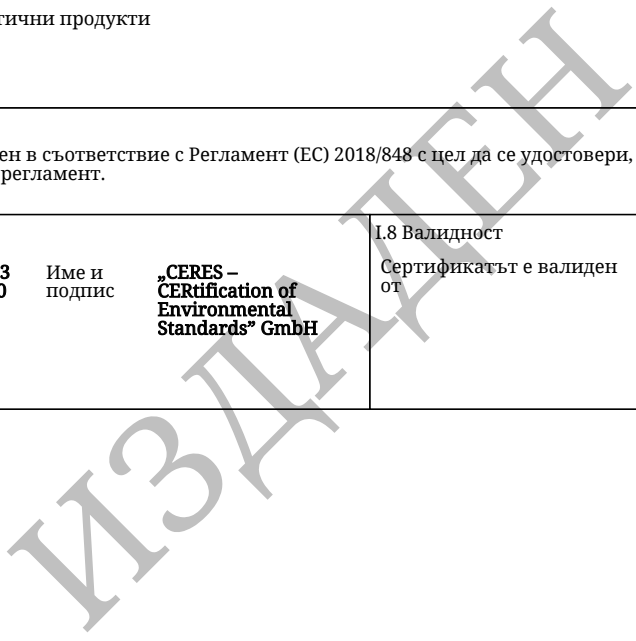 тични продукти
ен в съответствие с Регламент (ЕС) 2018/848 с цел да се удостовери,
регламент.
I.8 Валидност
3 Име и „CERES – Сертификатът е валиден
0 подпис CERtification of от
Environmental
Standards” GmbH
ИЗДАДЕН